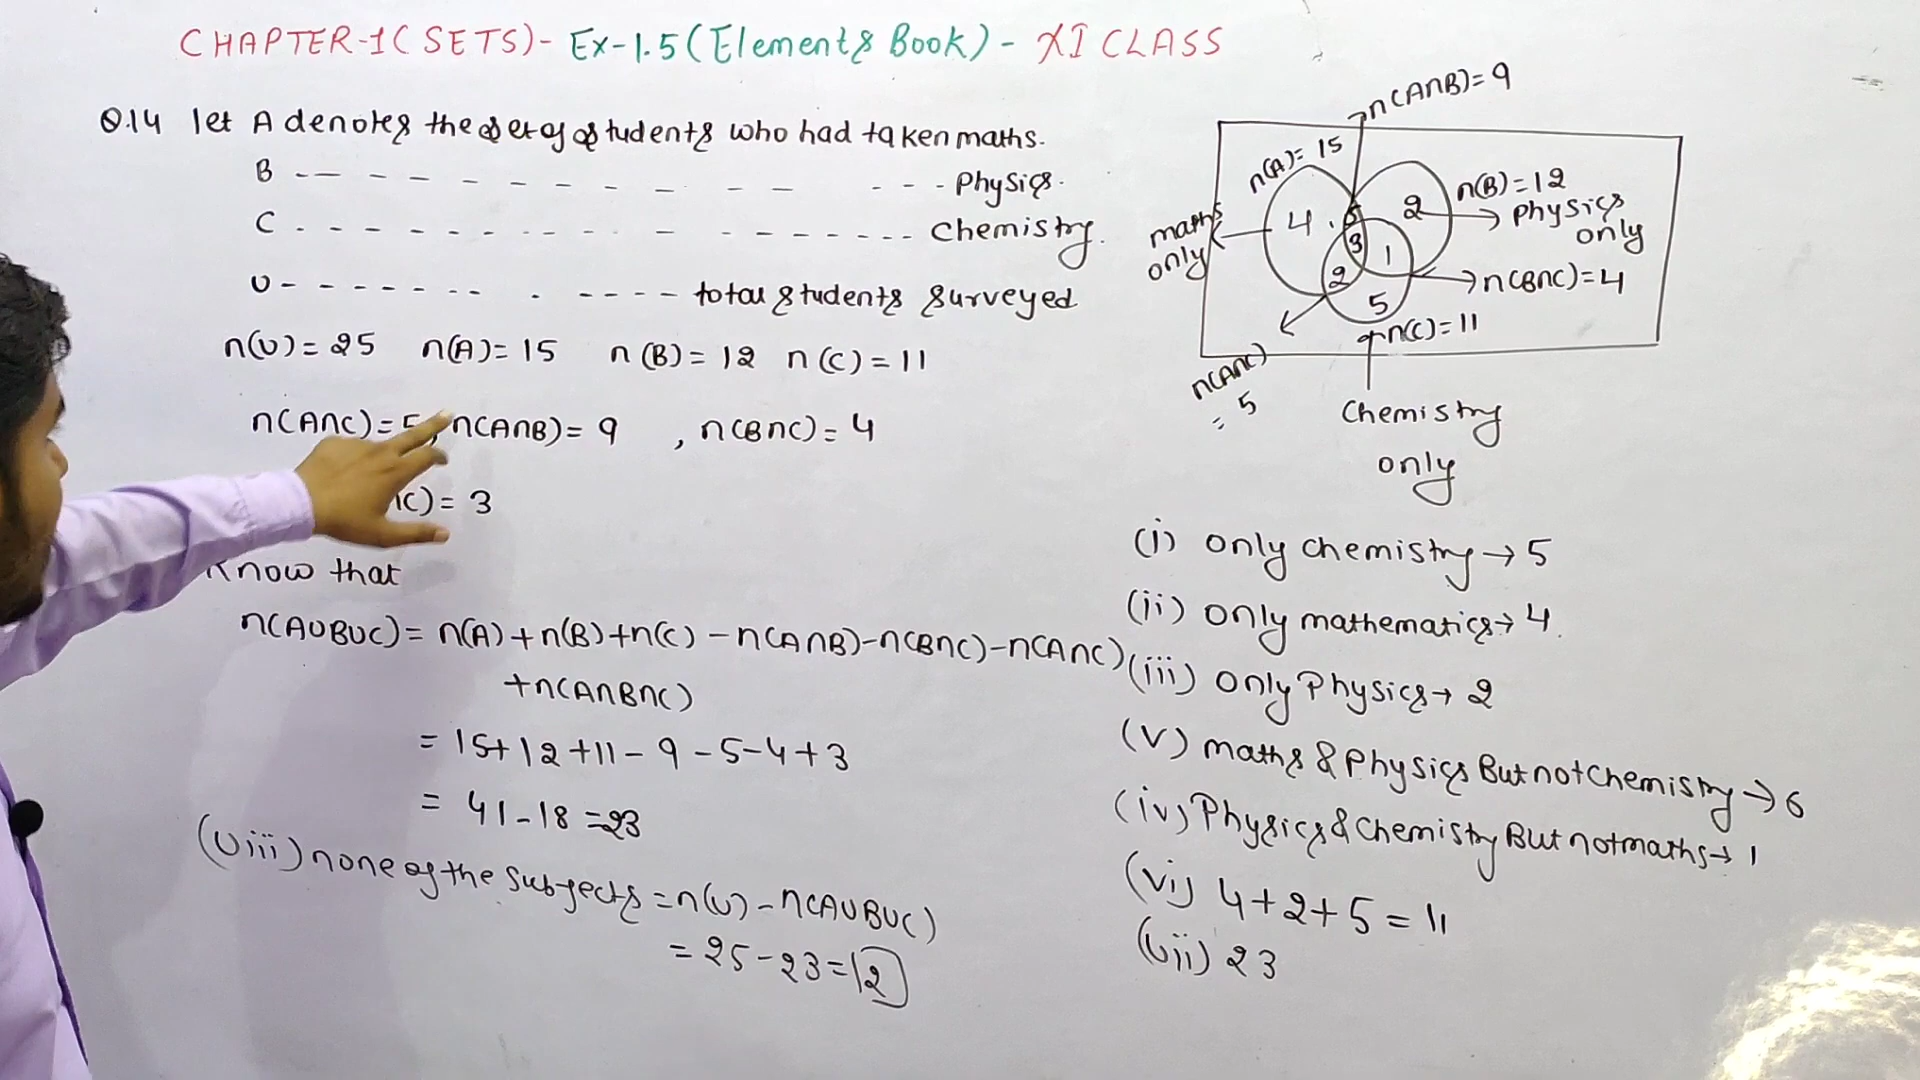 CHAPTER-1(SETS)- Ex-1.5(Elements Book)- XI CLASS
Q.14 let A denotes the set of students who had taken maths.
B -- - - - - - - - - - - - - Physics.
C - - - - - - - - - - - - - - Chemistry.
U - - - - - - - - - - - - total students surveyed
n(U)= 25 n(A)= 15 n(B)= 12 n(C)= 11
n(A∩C)= 5, n(A∩B)= 9 , n(B∩C)= 4
C)= 3
Know that
n(A∪B∪C)= n(A)+n(B)+n(C) -n(A∩B)-n(B∩C)-n(A∩C)
+n(A∩B∩C)
= 15+12+11-9-5-4+3
= 41-18=23
(viii) none of the subjects = n(U)-n(A∪B∪C)
= 25-23=2
n(A∩B)= 9
n(A)= 15
n(B)=12
4 2
3 1
2
5
maths only
Physics only
n(B∩C)=4
n(C)=11
n(A∩C)
= 5
Chemistry
only
(i) only chemistry→5
(ii) only mathematics→4.
(iii) only Physics→2
(v) maths & Physics But not Chemistry→6
(iv) Physics & Chemistry But not maths→1
(vi) 4+2+5=11
(vii) 23